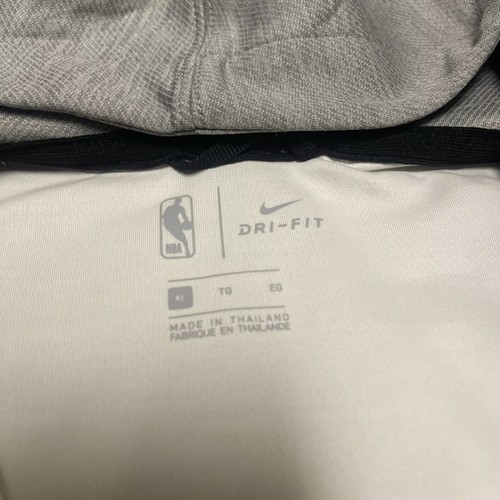 NBA
DRI-FIT
XL TG EG
MADE IN THAILAND
FABRIQUE EN THAILANDE